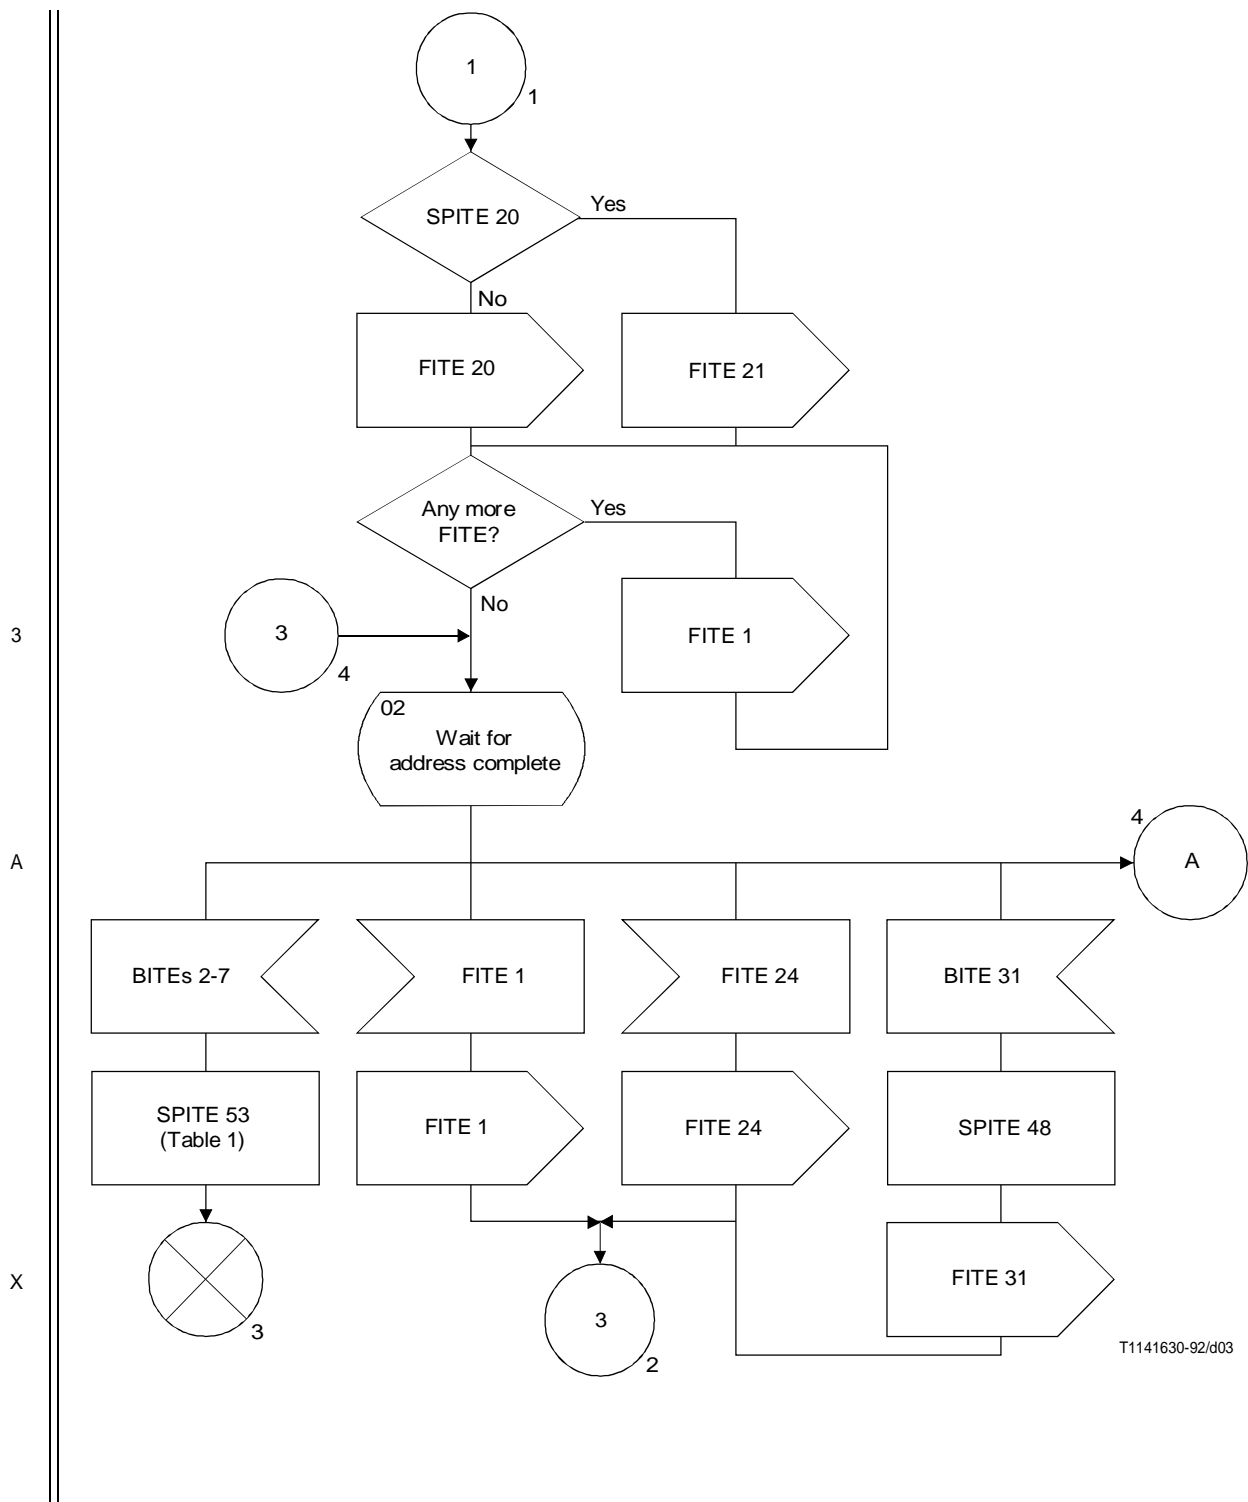 1
1
SPITE 20
Yes
No
FITE 20
FITE 21
Any more
FITE?
Yes
No
3
3
4
FITE 1
02
Wait for
address complete
4
A
A
BITEs 2-7
FITE 1
FITE 24
BITE 31
SPITE 53
(Table 1)
FITE 1
FITE 24
SPITE 48
X
3
3
2
FITE 31
T1141630-92/d03